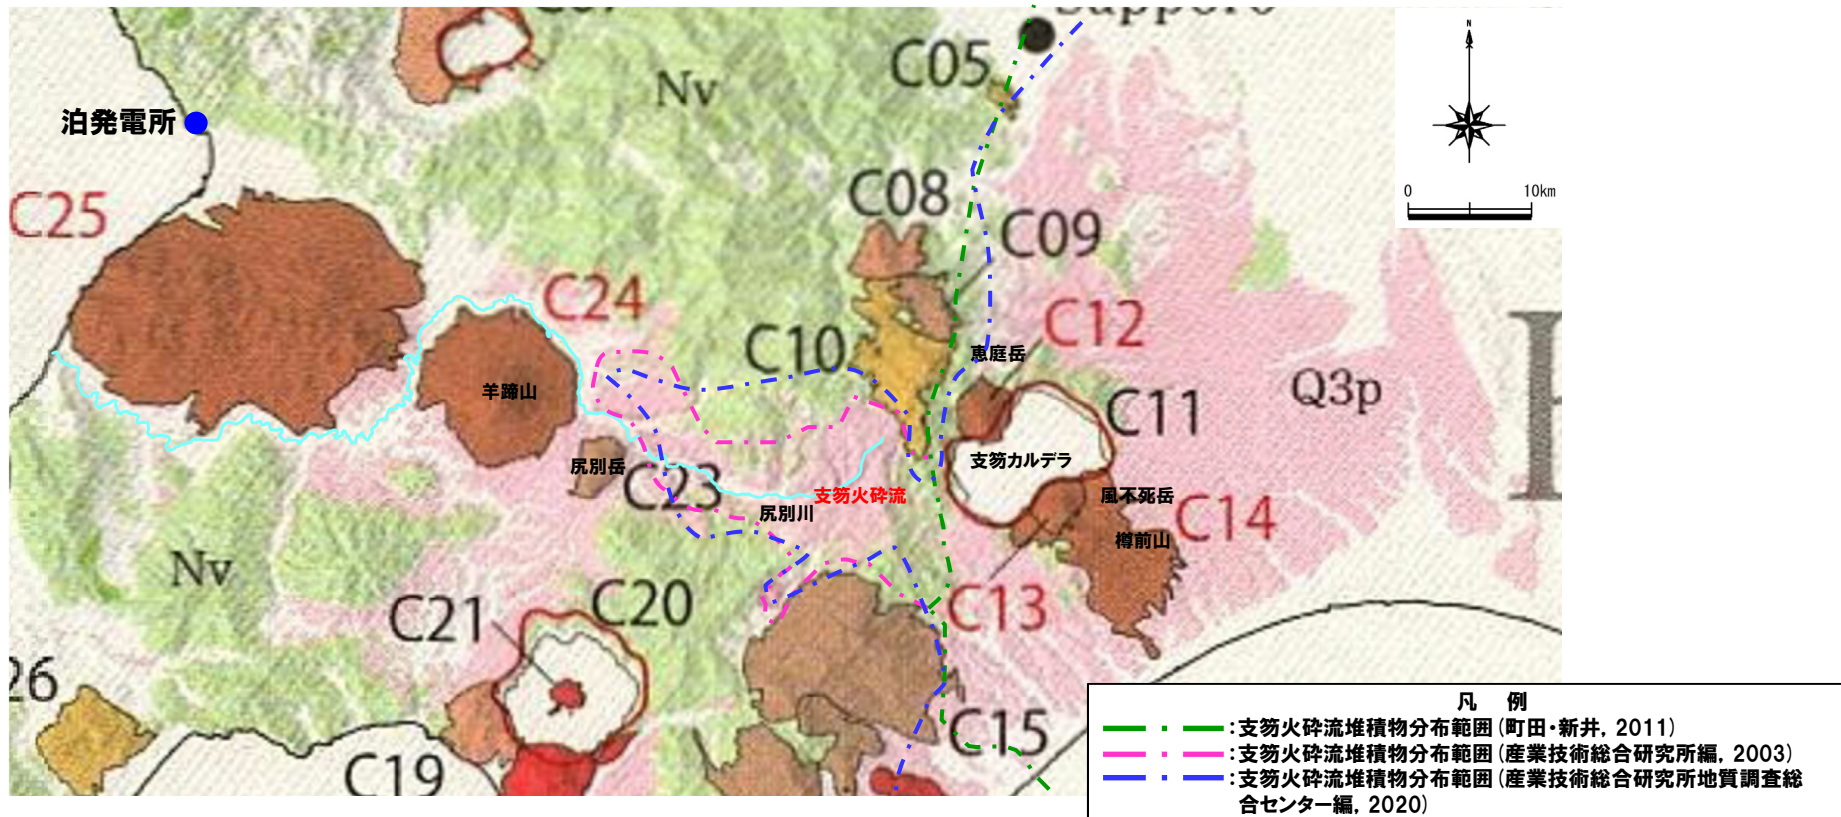 Sapporo
C05
Nv
N
0 10km
泊発電所
C25
C08
C09
C24
C12
C10
恵庭岳
羊蹄山
C11
Q3p
支笏カルデラ
尻別岳
C23
支笏火砕流
尻別川
風不死岳
C14
樽前山
Nv
C20
C21
C13
26
C15
C19
凡 例
:支笏火砕流堆積物分布範囲(町田・新井, 2011)
:支笏火砕流堆積物分布範囲(産業技術総合研究所編, 2003)
:支笏火砕流堆積物分布範囲(産業技術総合研究所地質調査総
合センター編, 2020)